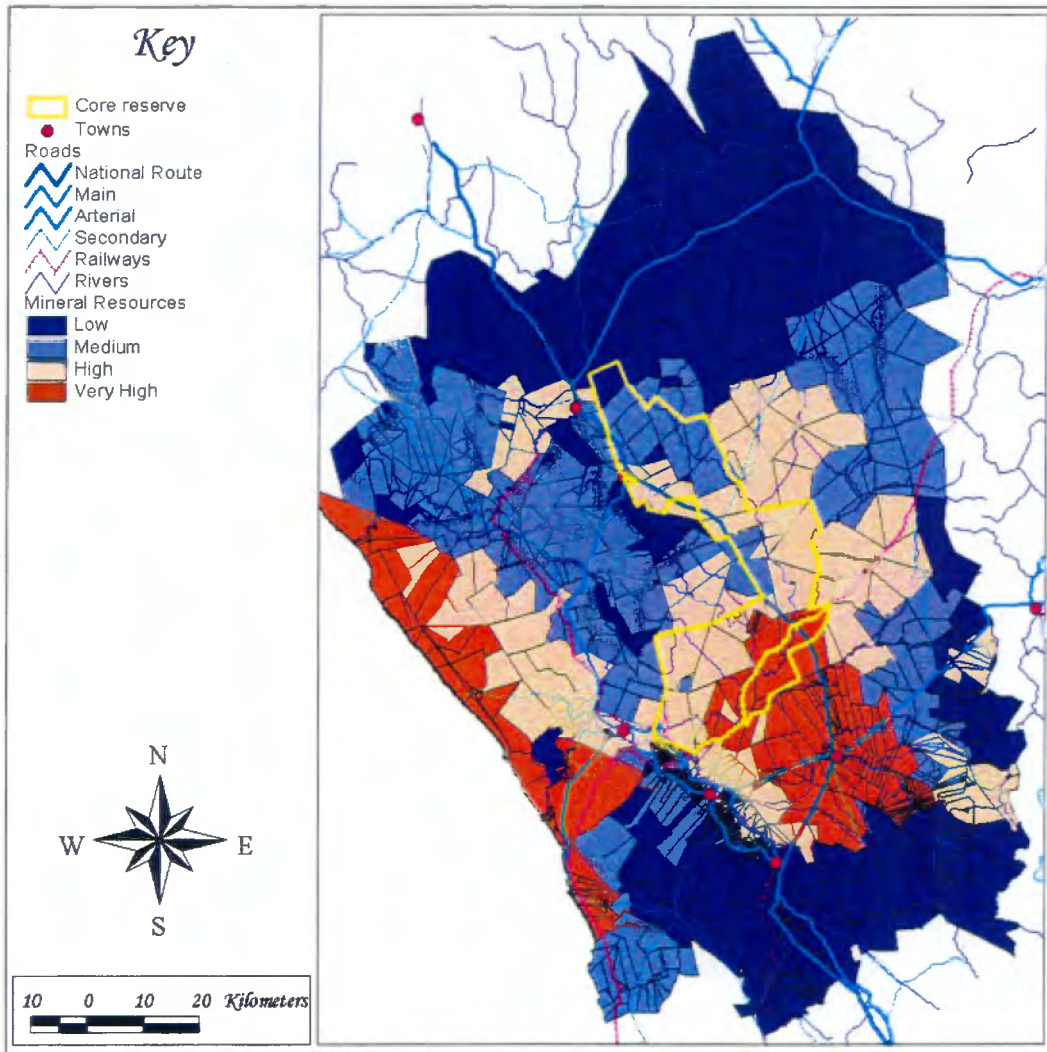 Key
Core reserve
Towns
Roads
National Route
Main
Arterial
Secondary
Railways
Rivers
Mineral Resources
Low
Medium
High
Very High
N
W E
S
10 0 10 20 Kilometers